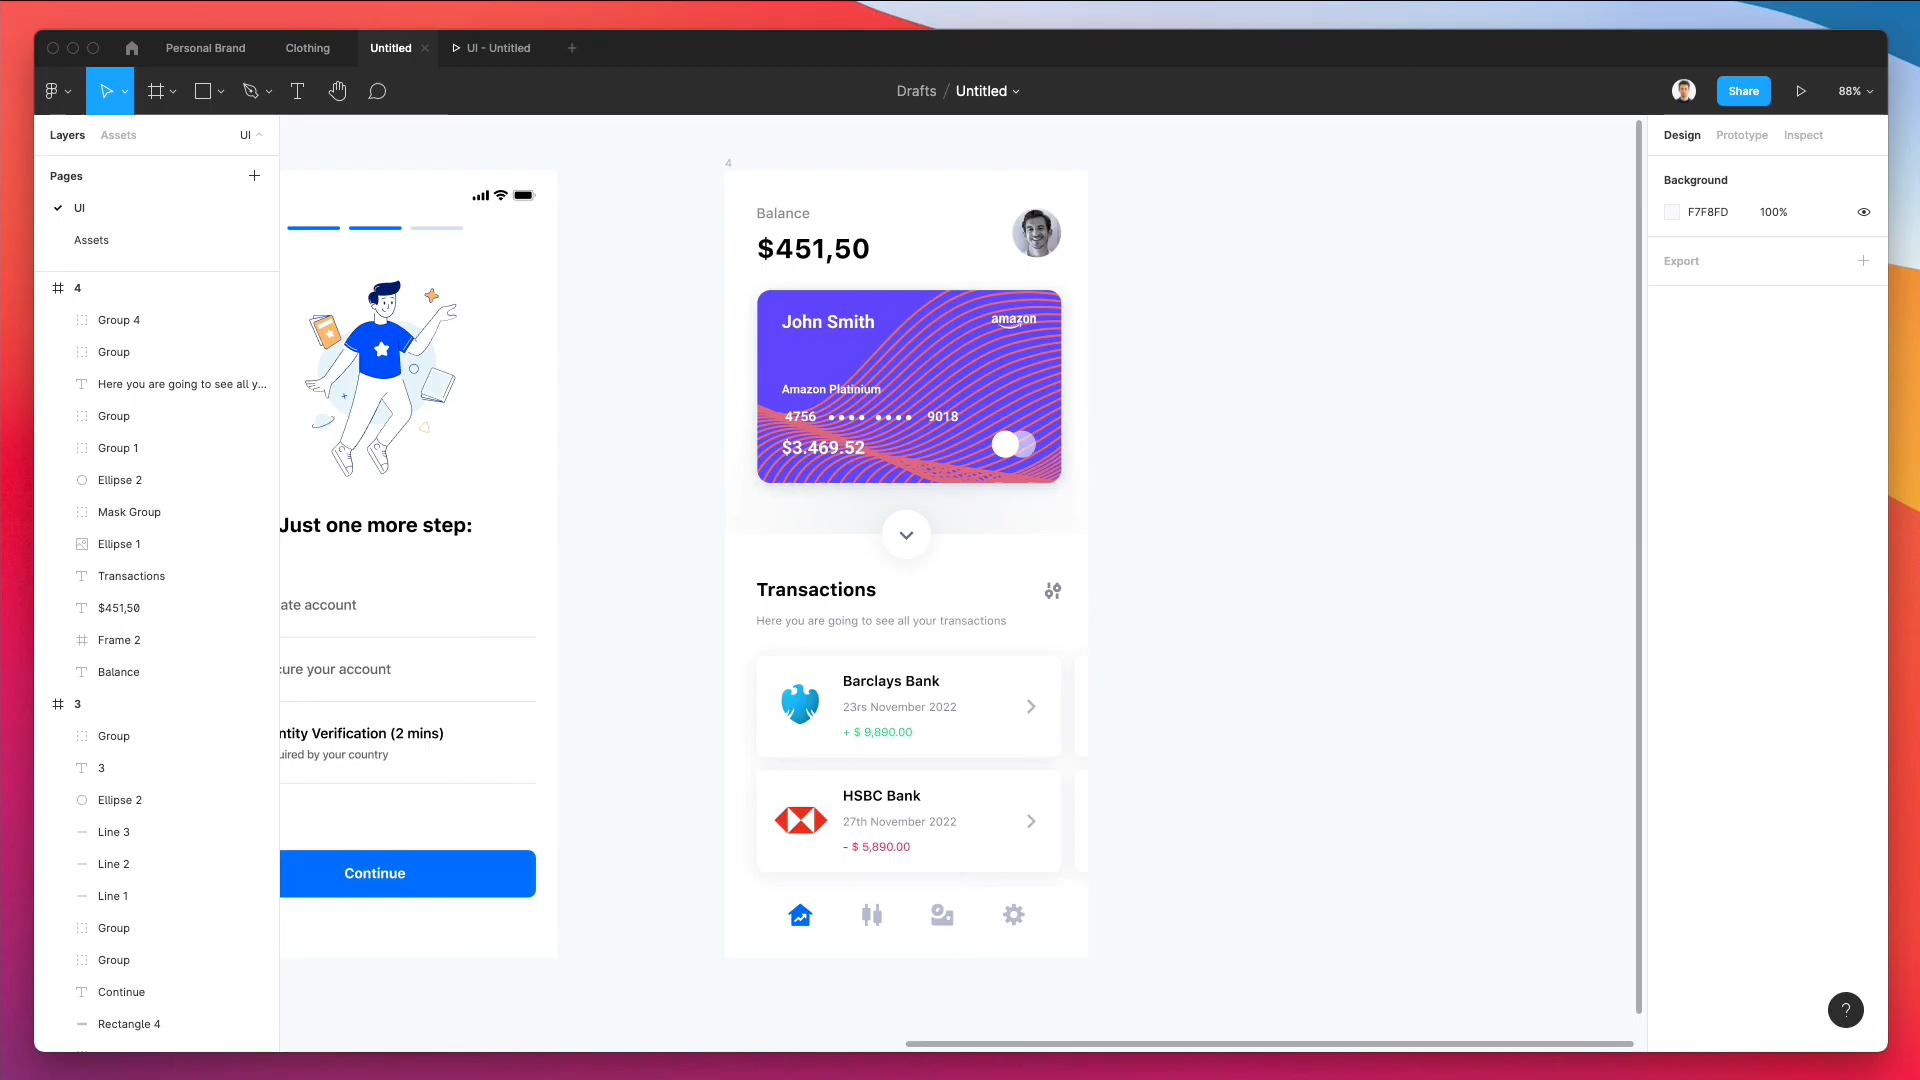 Personal Brand
Clothing
Untitled
UI - Untitled
Drafts / Untitled
Share
88%
Layers
Assets
UI
Pages
UI
Assets
4
Group 4
Group
Here you are going to see all y...
Group
Group 1
Ellipse 2
Mask Group
Ellipse 1
Transactions
$451,50
Frame 2
Balance
3
Group
3
Ellipse 2
Line 3
Line 2
Line 1
Group
Group
Continue
Rectangle 4
Just one more step:
ate account
cure your account
ntity Verification (2 mins)
uired by your country
Continue
4
Balance
$451,50
John Smith
amazon
Amazon Platinium
4756 •••• •••• 9018
$3.469.52
Transactions
Here you are going to see all your transactions
Barclays Bank
23rs November 2022
+ $ 9,890.00
HSBC Bank
27th November 2022
- $ 5,890.00
Design
Prototype
Inspect
Background
F7F8FD
100%
Export
?